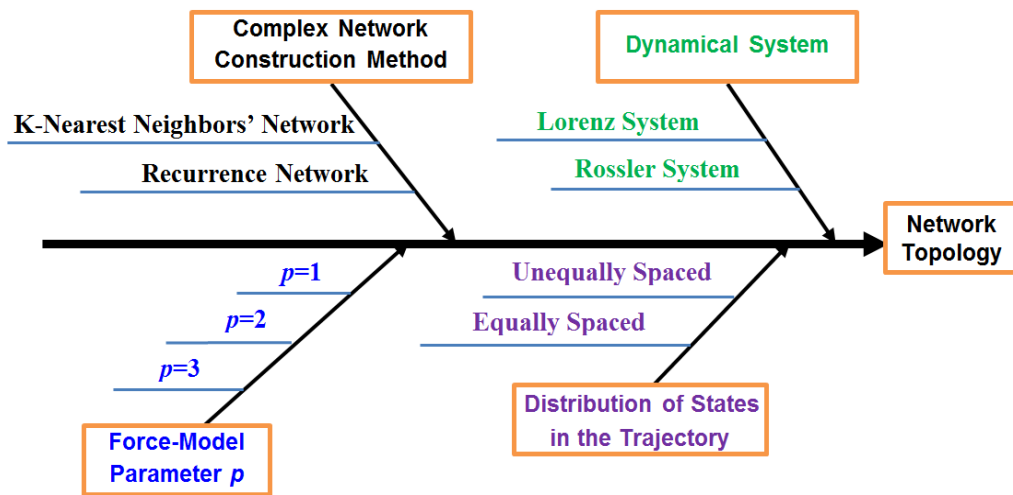 Complex Network
Construction Method
Dynamical System
K-Nearest Neighbors’ Network
Recurrence Network
Lorenz System
Rossler System
Network
Topology
p=1
p=2
p=3
Unequally Spaced
Equally Spaced
Force-Model
Parameter p
Distribution of States
in the Trajectory